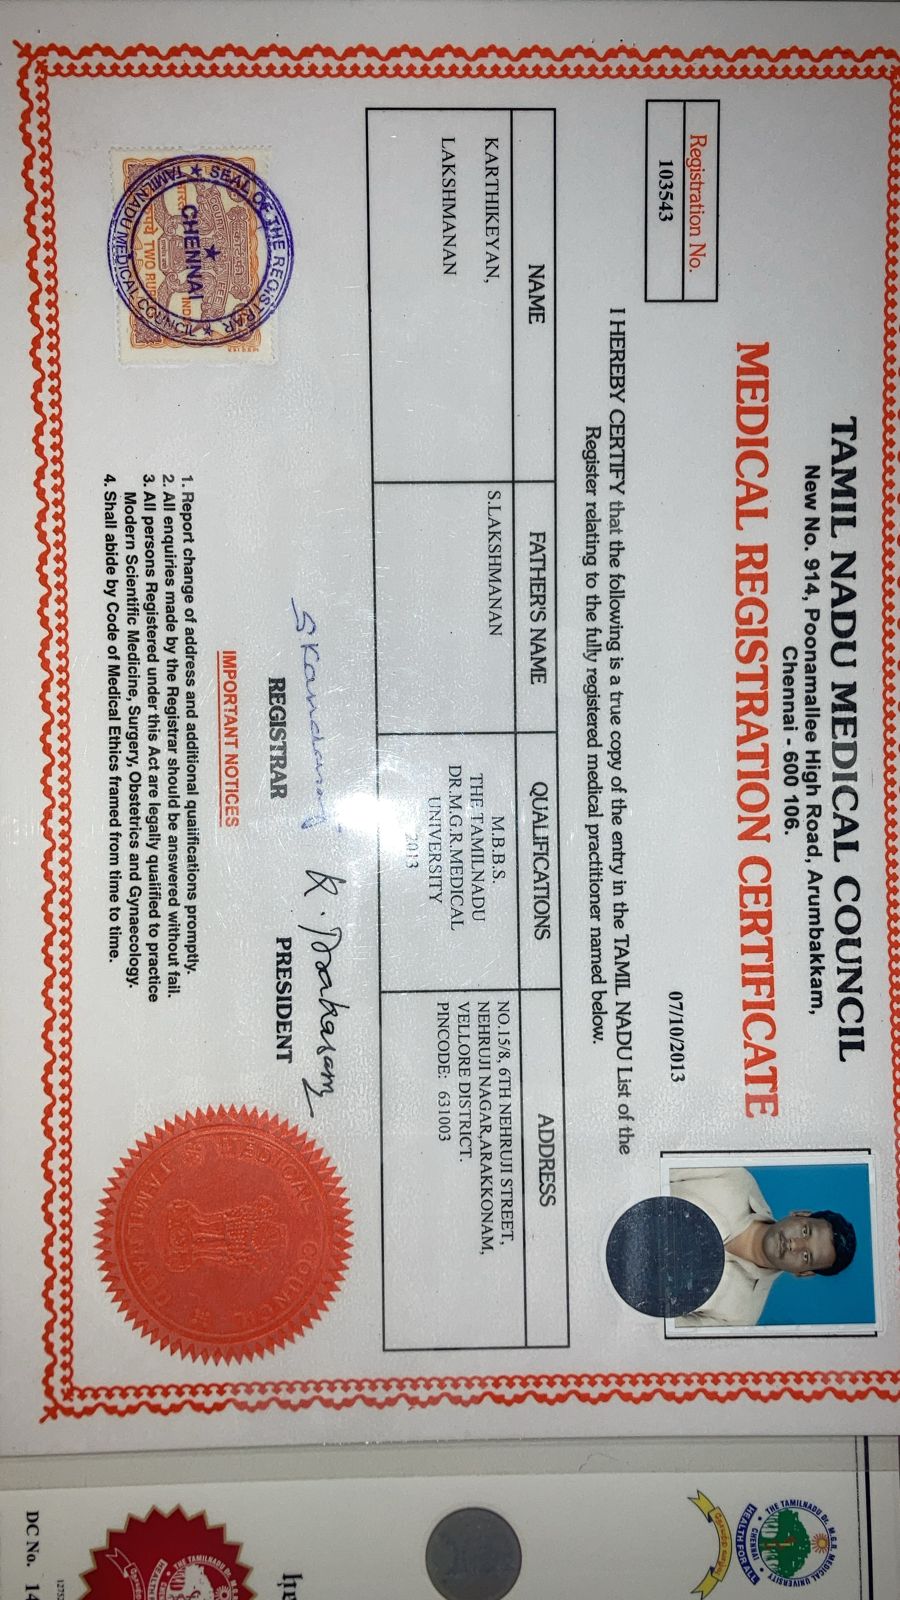 TAMIL NADU MEDICAL COUNCIL
New No. 914, Poonamallee High Road, Arumbakkam,
Chennai - 600 106.
MEDICAL REGISTRATION CERTIFICATE
Registration No.
103543
07/10/2013
I HEREBY CERTIFY that the following is a true copy of the entry in the TAMIL NADU List of the
Register relating to the fully registered medical practitioner named below.
NAME
FATHER'S NAME
QUALIFICATIONS
ADDRESS
KARTHIKEYAN,
LAKSHMANAN
S.LAKSHMANAN
M.B.B.S.
THE TAMILNADU
DR.M.G.R.MEDICAL
UNIVERSITY
2013
NO.15/8, 6TH NEHRUJI STREET,
NEHRUJI NAGAR,ARAKKONAM,
VELLORE DISTRICT.
PINCODE: 631003
REGISTRAR
PRESIDENT
IMPORTANT NOTICES
1. Report change of address and additional qualifications promptly.
2. All enquiries made by the Registrar should be answered without fail.
3. All persons Registered under this Act are legally qualified to practice
Modern Scientific Medicine, Surgery, Obstetrics and Gynaecology.
4. Shall abide by Code of Medical Ethics framed from time to time.
SEAL OF THE REGISTRAR
CHENNAI
TAMILNADU MEDICAL COUNCIL
TWO RU
MEDICAL COUNCIL
TAMIL NADU
THE TAMILNADU Dr. M.G.R. MEDICAL UNIVERSITY
CHENNAI
HEALTH FOR ALL
THE TAMILNADU
DC No. 14